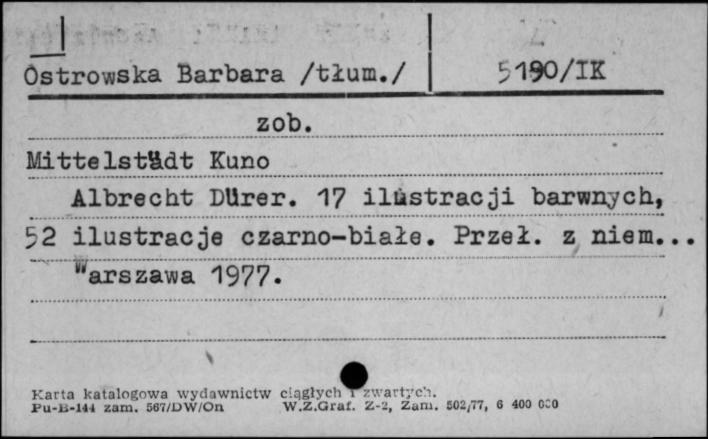 Ostrowska Barbara /tłum./ 5190/IK
zob.
Mittelstädt Kuno
Albrecht Dürer. 17 ilustracji barwnych,
52 ilustracje czarno-białe. Przeł. z niem...
Warszawa 1977.
Karta katalogowa wydawnictw ciągłych i zwartych.
Pu-B-144 zam. 567/DW/On W.Z.Graf. Z-2, Zam. 502/77, 6 400 000